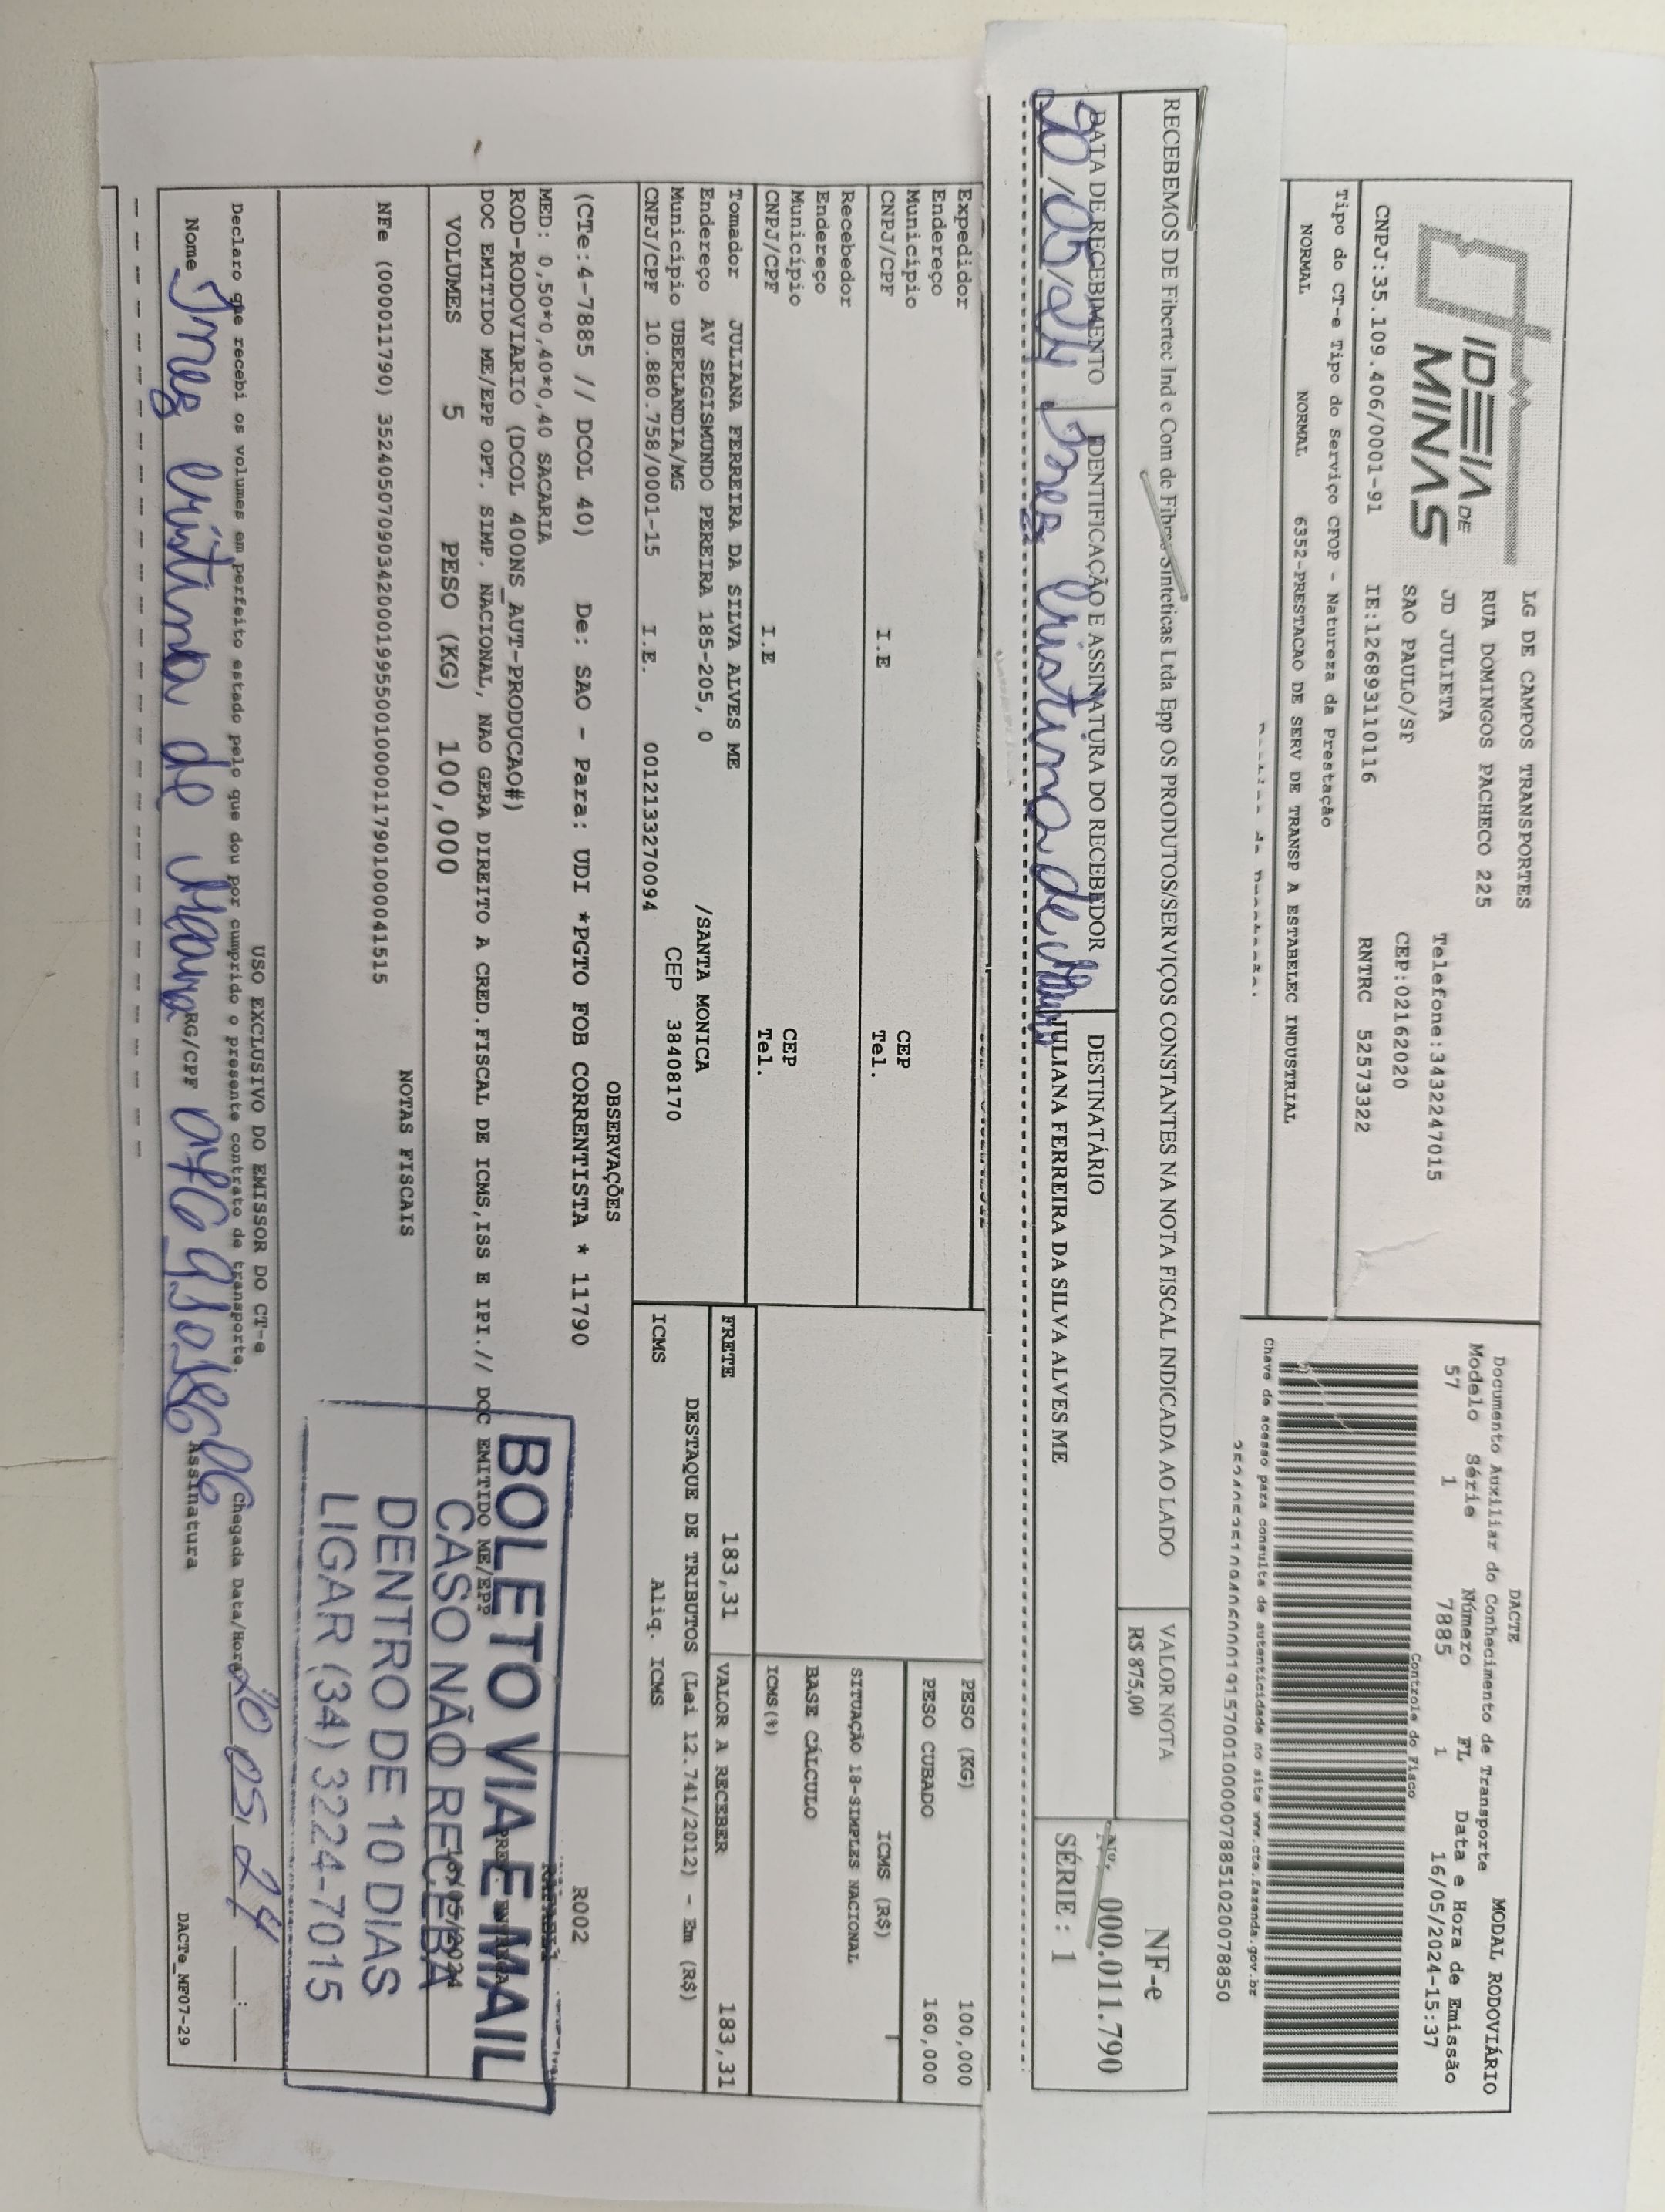 IDEIA DE
MINAS
LG DE CAMPOS TRANSPORTES
RUA DOMINGOS PACHECO 225
JD JULIETA
SAO PAULO/SP
Telefone:3432247015
CEP:02162020
CNPJ:35.109.406/0001-91 IE:126893110116 RNTRC 52573322
Tipo do CT-e Tipo do Serviço CFOP - Natureza da Prestação
NORMAL NORMAL 6352-PRESTACAO DE SERV DE TRANSP A ESTABELEC INDUSTRIAL
DACTE MODAL RODOVIÁRIO
Documento Auxiliar do Conhecimento de Transporte
Modelo Série Número FL Data e Hora de Emissão
57 1 7885 1 16/05/2024-15:37
Controle do Fisco
Chave de acesso para consulta de autenticidade no site www.cte.fazenda.gov.br
RECEBEMOS DE Fibertec Ind e Com de Fibras Sinteticas Ltda Epp OS PRODUTOS/SERVIÇOS CONSTANTES NA NOTA FISCAL INDICADA AO LADO
VALOR NOTA
R$ 875,00
NF-e
Nº. 000.011.790
SÉRIE : 1
DATA DE RECEBIMENTO IDENTIFICAÇÃO E ASSINATURA DO RECEBEDOR DESTINATÁRIO
20/05/24 Ines Cristina de JULIANA FERREIRA DA SILVA ALVES ME
Expedidor
Endereço
Município CEP
CNPJ/CPF I.E Tel.
Recebedor
Endereço
Município CEP
CNPJ/CPF I.E Tel.
Tomador JULIANA FERREIRA DA SILVA ALVES ME
Endereço AV SEGISMUNDO PEREIRA 185-205, 0 /SANTA MONICA
Município UBERLANDIA/MG CEP 38408170
CNPJ/CPF 10.880.758/0001-15 I.E. 0012133270094
PESO (KG) 100,000
PESO CUBADO 160,000
ICMS (R$)
SITUAÇÃO 18-SIMPLES NACIONAL
BASE CÁLCULO
ICMS(%)
FRETE 183,31 VALOR A RECEBER 183,31
DESTAQUE DE TRIBUTOS (Lei 12.741/2012) - Em (R$)
ICMS Aliq. ICMS
OBSERVAÇÕES
(CTe:4-7885 // DCOL 40) De: SAO - Para: UDI *PGTO FOB CORRENTISTA * 11790 R002
MED: 0,50*0,40*0,40 SACARIA
ROD-RODOVIARIO (DCOL 400NS_AUT-PRODUCAO#)
DOC EMITIDO ME/EPP OPT. SIMP. NACIONAL, NAO GERA DIREITO A CRED.FISCAL DE ICMS,ISS E IPI.// DOC EMITIDO ME/EPP
VOLUMES 5 PESO (KG) 100,000
BOLETO VIA E MAIL
CASO NÃO RECEBA
DENTRO DE 10 DIAS
LIGAR (34) 3224-7015
NOTAS FISCAIS
NFe (000011790) 35240507090342000199550010000117901000041515
USO EXCLUSIVO DO EMISSOR DO CT-e
Declaro que recebi os volumes em perfeito estado pelo que dou por cumprido o presente contrato de transporte. Chegada Data/Hora 20 05. 24 __:__
Nome Ines Cristina de RG/CPF Assinatura
DACTe_MF07-29